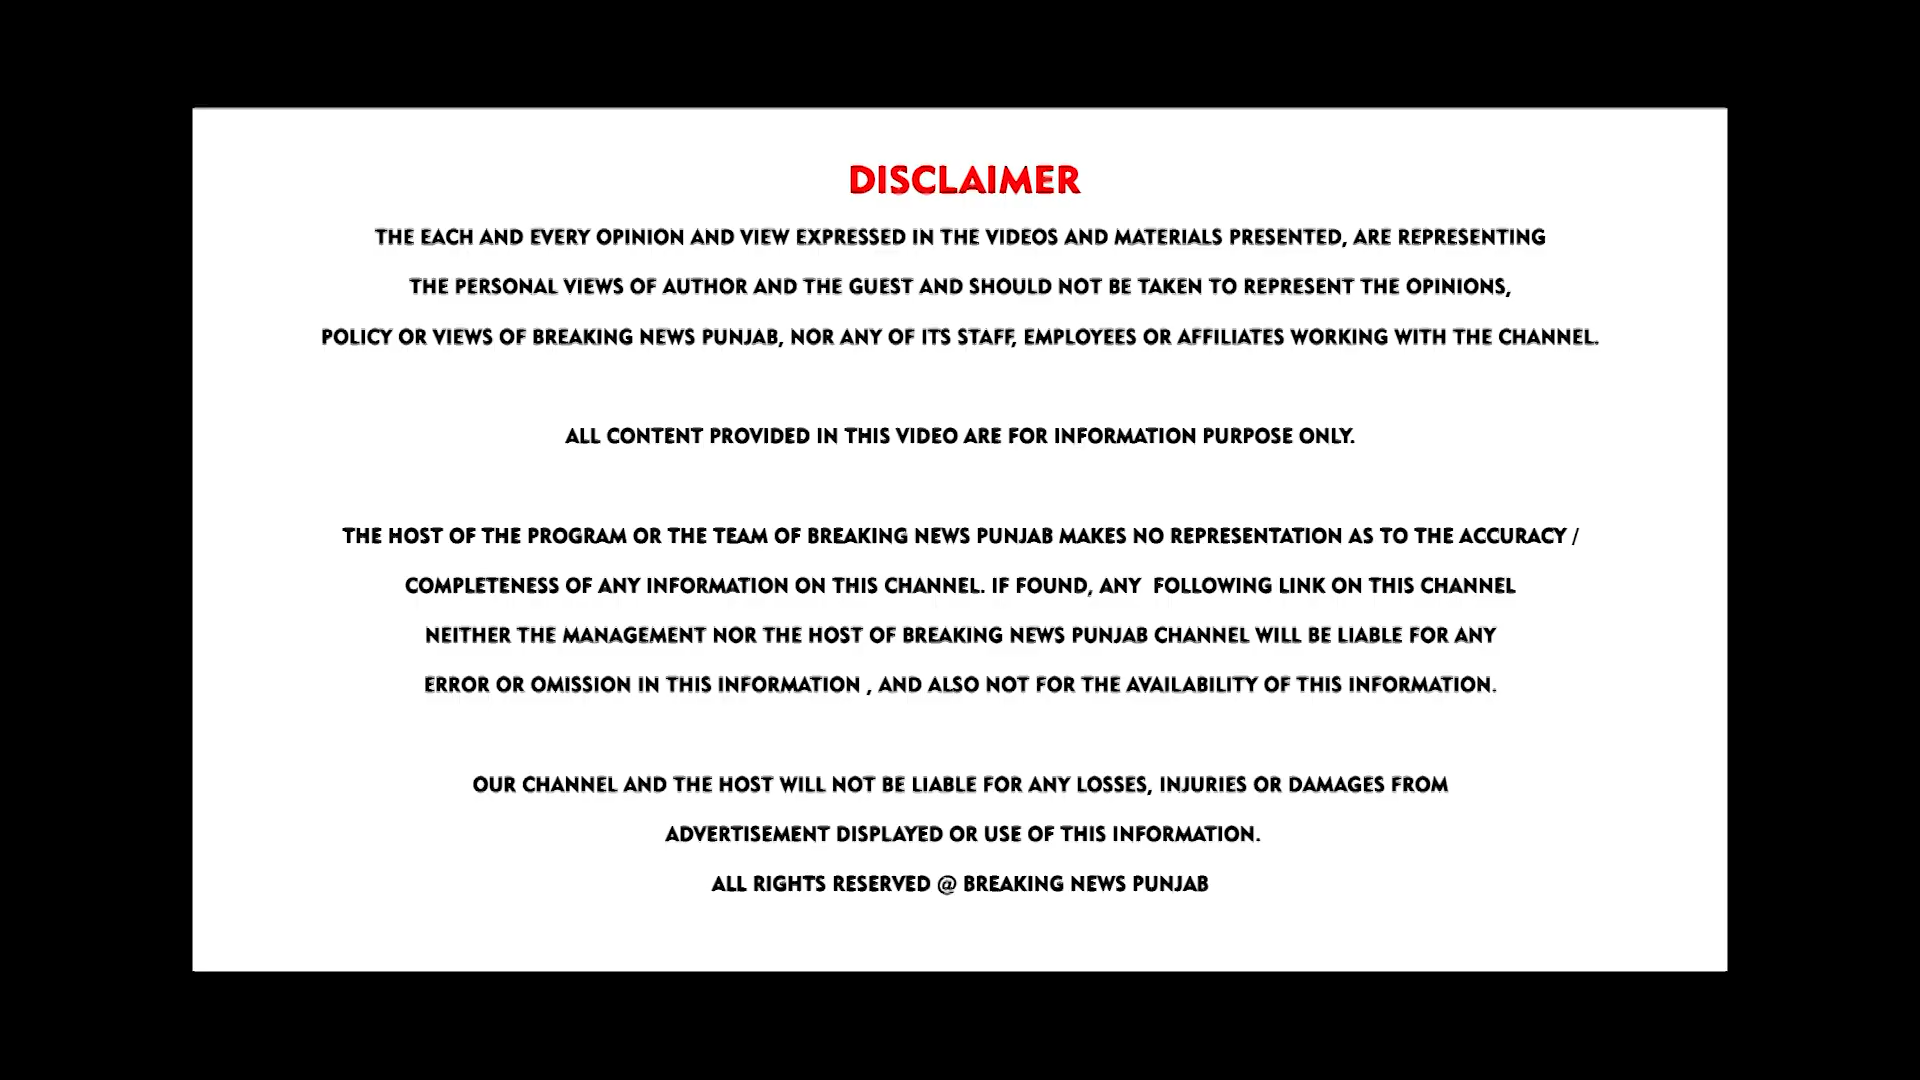 DISCLAIMER
THE EACH AND EVERY OPINION AND VIEW EXPRESSED IN THE VIDEOS AND MATERIALS PRESENTED, ARE REPRESENTING
THE PERSONAL VIEWS OF AUTHOR AND THE GUEST AND SHOULD NOT BE TAKEN TO REPRESENT THE OPINIONS,
POLICY OR VIEWS OF BREAKING NEWS PUNJAB, NOR ANY OF ITS STAFF, EMPLOYEES OR AFFILIATES WORKING WITH THE CHANNEL.
ALL CONTENT PROVIDED IN THIS VIDEO ARE FOR INFORMATION PURPOSE ONLY.
THE HOST OF THE PROGRAM OR THE TEAM OF BREAKING NEWS PUNJAB MAKES NO REPRESENTATION AS TO THE ACCURACY /
COMPLETENESS OF ANY INFORMATION ON THIS CHANNEL. IF FOUND, ANY  FOLLOWING LINK ON THIS CHANNEL
NEITHER THE MANAGEMENT NOR THE HOST OF BREAKING NEWS PUNJAB CHANNEL WILL BE LIABLE FOR ANY
ERROR OR OMISSION IN THIS INFORMATION , AND ALSO NOT FOR THE AVAILABILITY OF THIS INFORMATION.
OUR CHANNEL AND THE HOST WILL NOT BE LIABLE FOR ANY LOSSES, INJURIES OR DAMAGES FROM
ADVERTISEMENT DISPLAYED OR USE OF THIS INFORMATION.
ALL RIGHTS RESERVED @ BREAKING NEWS PUNJAB